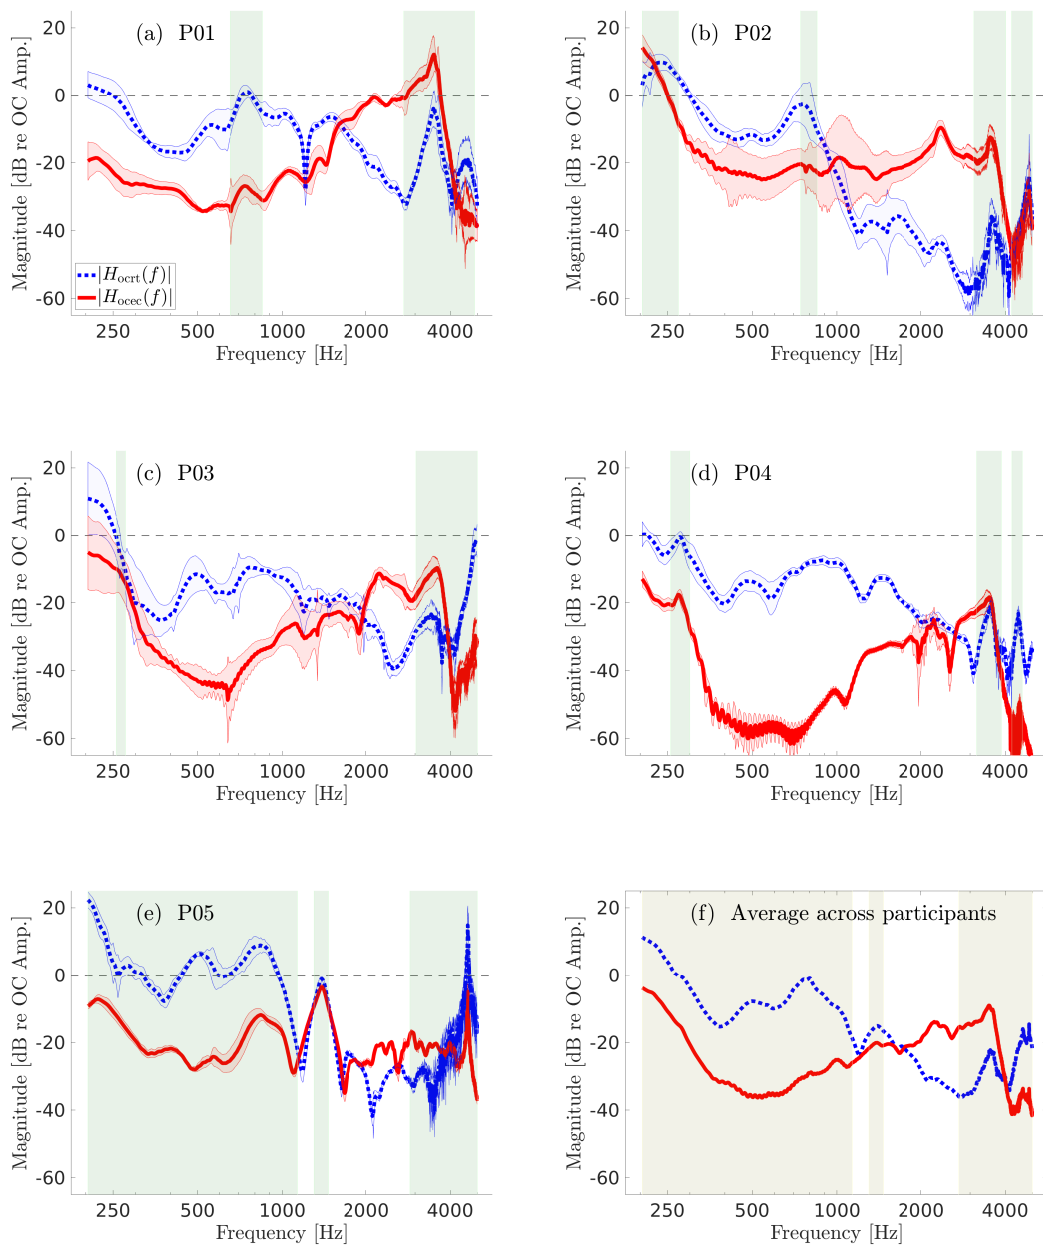 (a) P01
Magnitude [dB re OC Amp.]
20
0
-20
-40
-60
|H_ocrt(f)|
|H_ocec(f)|
250 500 1000 2000 4000
Frequency [Hz]
(b) P02
Magnitude [dB re OC Amp.]
20
0
-20
-40
-60
250 500 1000 2000 4000
Frequency [Hz]
(c) P03
Magnitude [dB re OC Amp.]
20
0
-20
-40
-60
250 500 1000 2000 4000
Frequency [Hz]
(d) P04
Magnitude [dB re OC Amp.]
20
0
-20
-40
-60
250 500 1000 2000 4000
Frequency [Hz]
(e) P05
Magnitude [dB re OC Amp.]
20
0
-20
-40
-60
250 500 1000 2000 4000
Frequency [Hz]
(f) Average across participants
Magnitude [dB re OC Amp.]
20
0
-20
-40
-60
250 500 1000 2000 4000
Frequency [Hz]